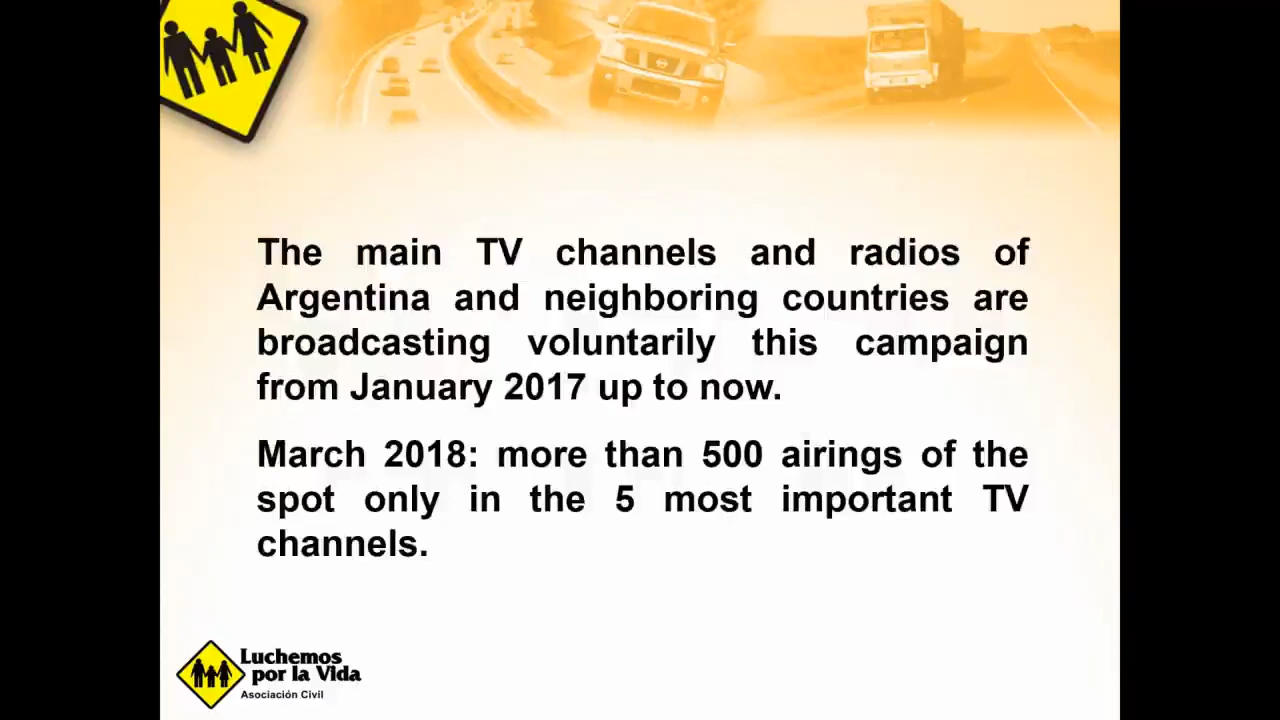 The main TV channels and radios of
Argentina and neighboring countries are
broadcasting voluntarily this campaign
from January 2017 up to now.
March 2018: more than 500 airings of the
spot only in the 5 most important TV
channels.
Luchemos
por la Vida
Asociación Civil